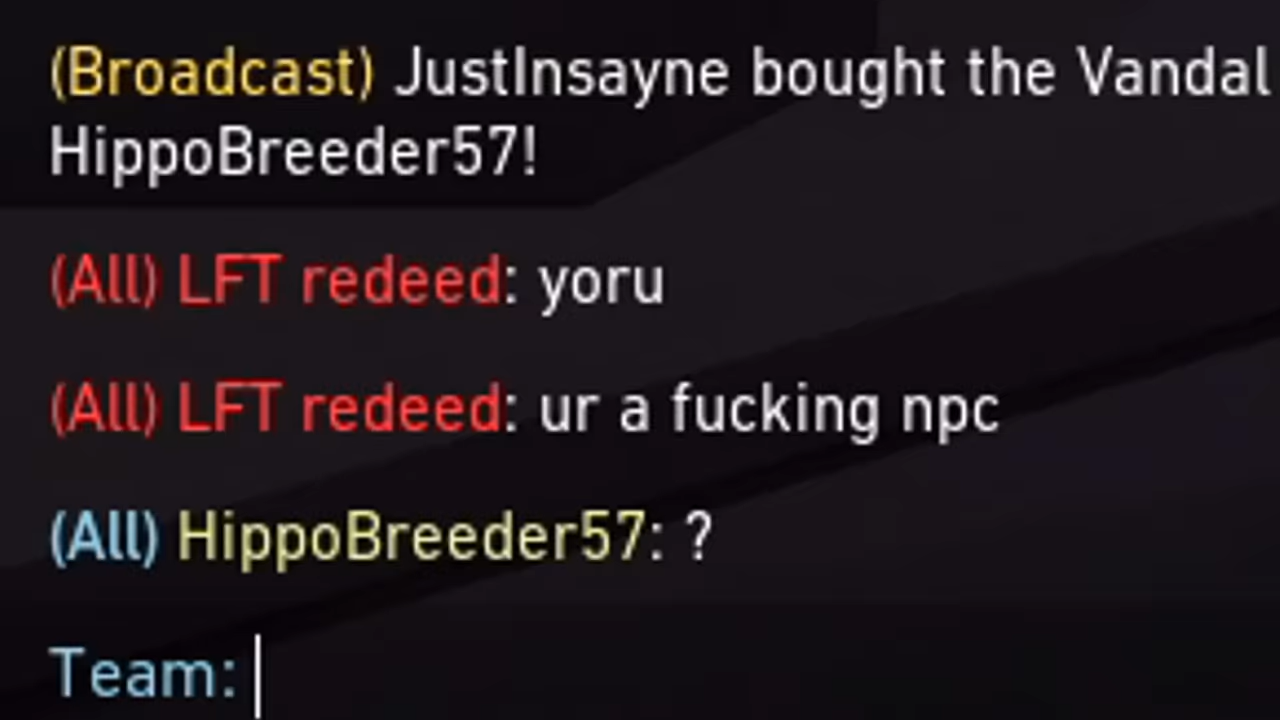 (Broadcast) JustInsayne bought the Vandal
HippoBreeder57!
(All) LFT redeed: yoru
(All) LFT redeed: ur a fucking npc
(All) HippoBreeder57: ?
Team: